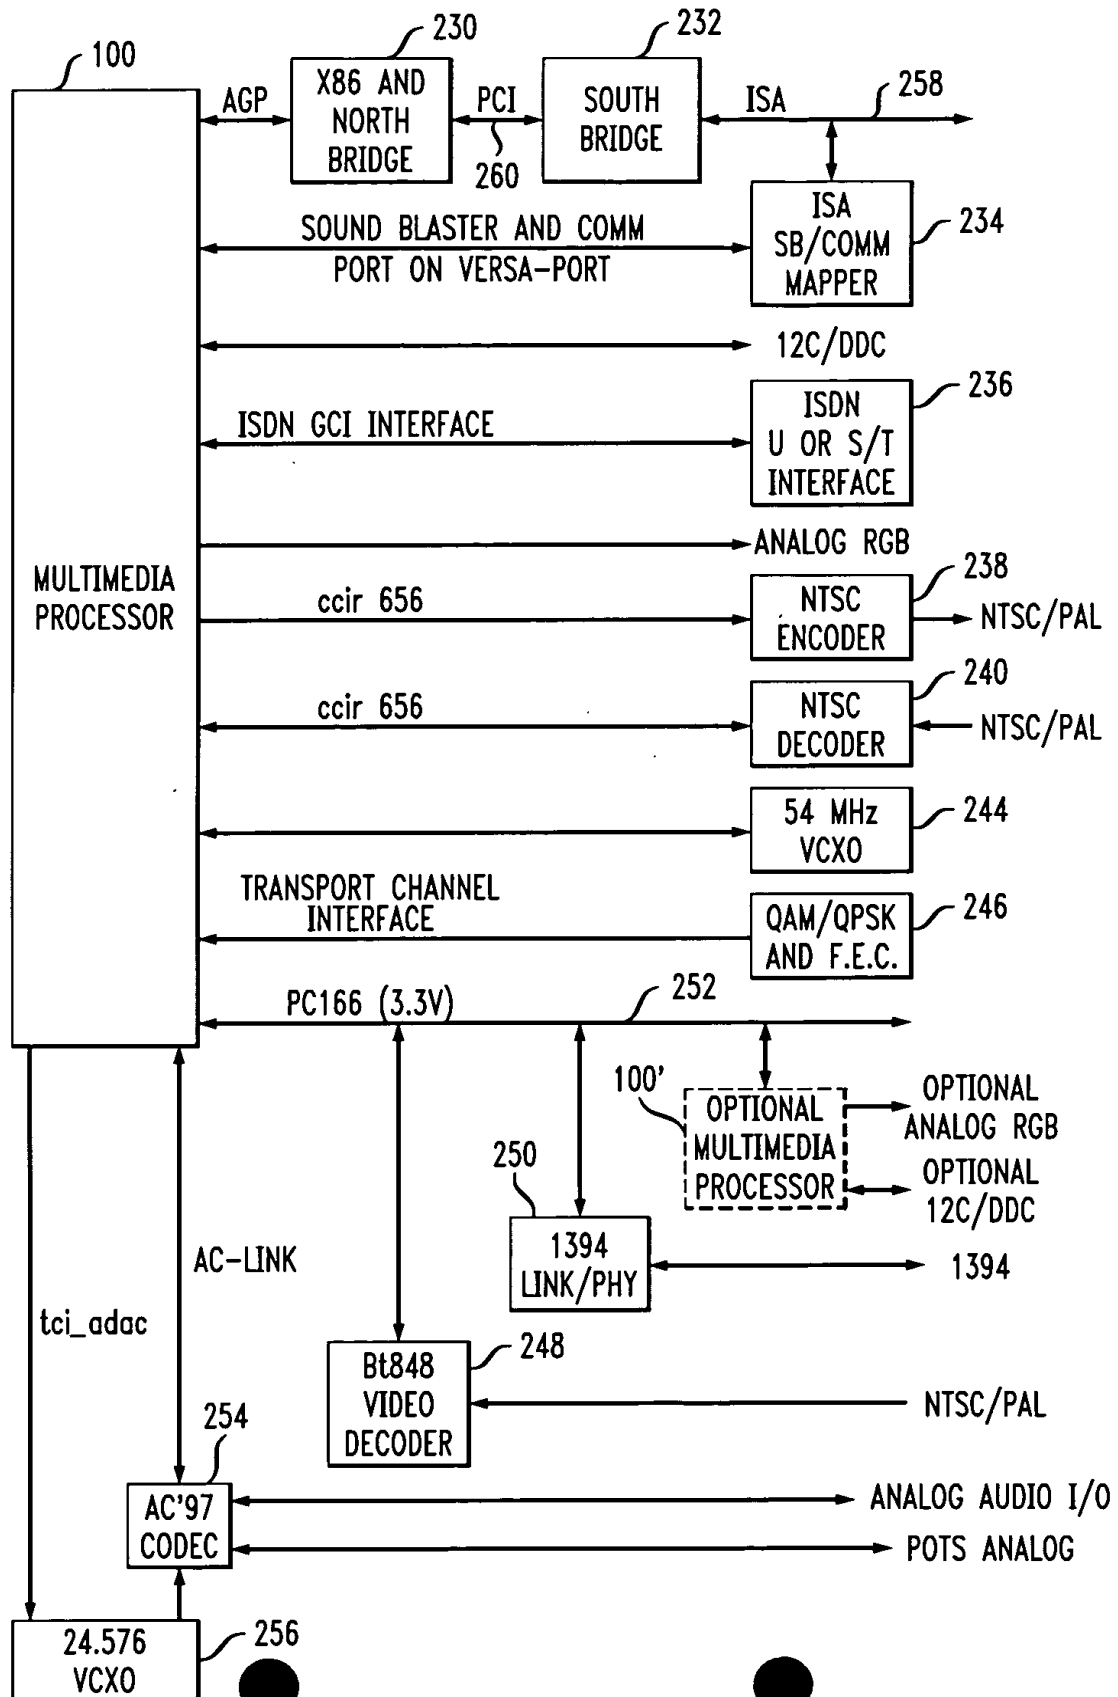 230
232
100
X86 AND
NORTH
BRIDGE
SOUTH
BRIDGE
AGP
PCI
260
ISA
258
ISA
SB/COMM
MAPPER
234
SOUND BLASTER AND COMM
PORT ON VERSA-PORT
12C/DDC
236
ISDN GCI INTERFACE
ISDN
U OR S/T
INTERFACE
ANALOG RGB
MULTIMEDIA
PROCESSOR
238
ccir 656
NTSC
ENCODER
NTSC/PAL
240
ccir 656
NTSC
DECODER
NTSC/PAL
54 MHz
VCXO
244
TRANSPORT CHANNEL
INTERFACE
QAM/QPSK
AND F.E.C.
246
PC166 (3.3V)
252
100'
OPTIONAL
MULTIMEDIA
PROCESSOR
OPTIONAL
ANALOG RGB
OPTIONAL
12C/DDC
250
1394
LINK/PHY
1394
AC-LINK
tci_adac
248
Bt848
VIDEO
DECODER
NTSC/PAL
254
AC'97
CODEC
ANALOG AUDIO I/O
POTS ANALOG
24.576
VCXO
256